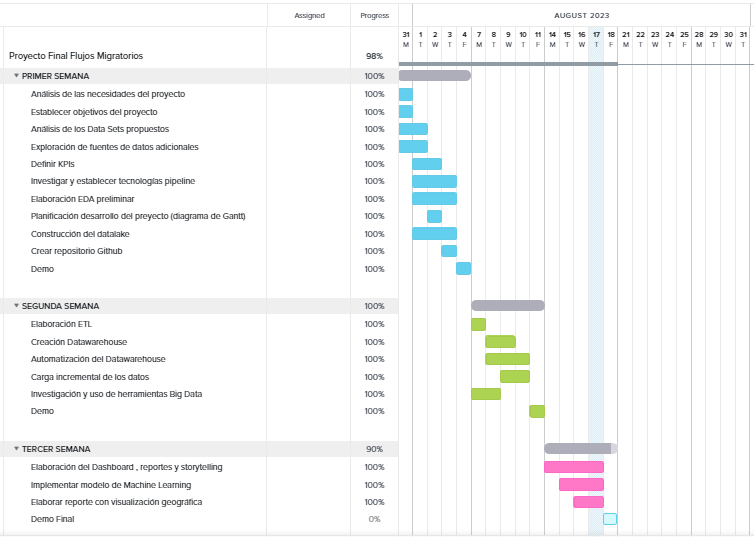 Assigned Progress AUGUST 2023
31 1 2 3 4 7 8 9 10 11 14 15 16 17 18 21 22 23 24 25 28 29 30 31
M T W T F M T W T F M T W T F M T W T F M T W T
Proyecto Final Flujos Migratorios 98%
PRIMER SEMANA 100%
Análisis de las necesidades del proyecto 100%
Establecer objetivos del proyecto 100%
Análisis de los Data Sets propuestos 100%
Exploración de fuentes de datos adicionales 100%
Definir KPIs 100%
Investigar y establecer tecnologías pipeline 100%
Elaboración EDA preliminar 100%
Planificación desarrollo del preyecto (diagrama de Gantt) 100%
Construcción del datalake 100%
Crear repositorio Github 100%
Demo 100%
SEGUNDA SEMANA 100%
Elaboración ETL 100%
Creación Datawarehouse 100%
Automatización del Datawarehouse 100%
Carga incremental de los datos 100%
Investigación y uso de herramientas Big Data 100%
Demo 100%
TERCER SEMANA 90%
Elaboración del Dashboard , reportes y storytelling 100%
Implementar modelo de Machine Learning 100%
Elaborar reporte con visualización geográfica 100%
Demo Final 0%